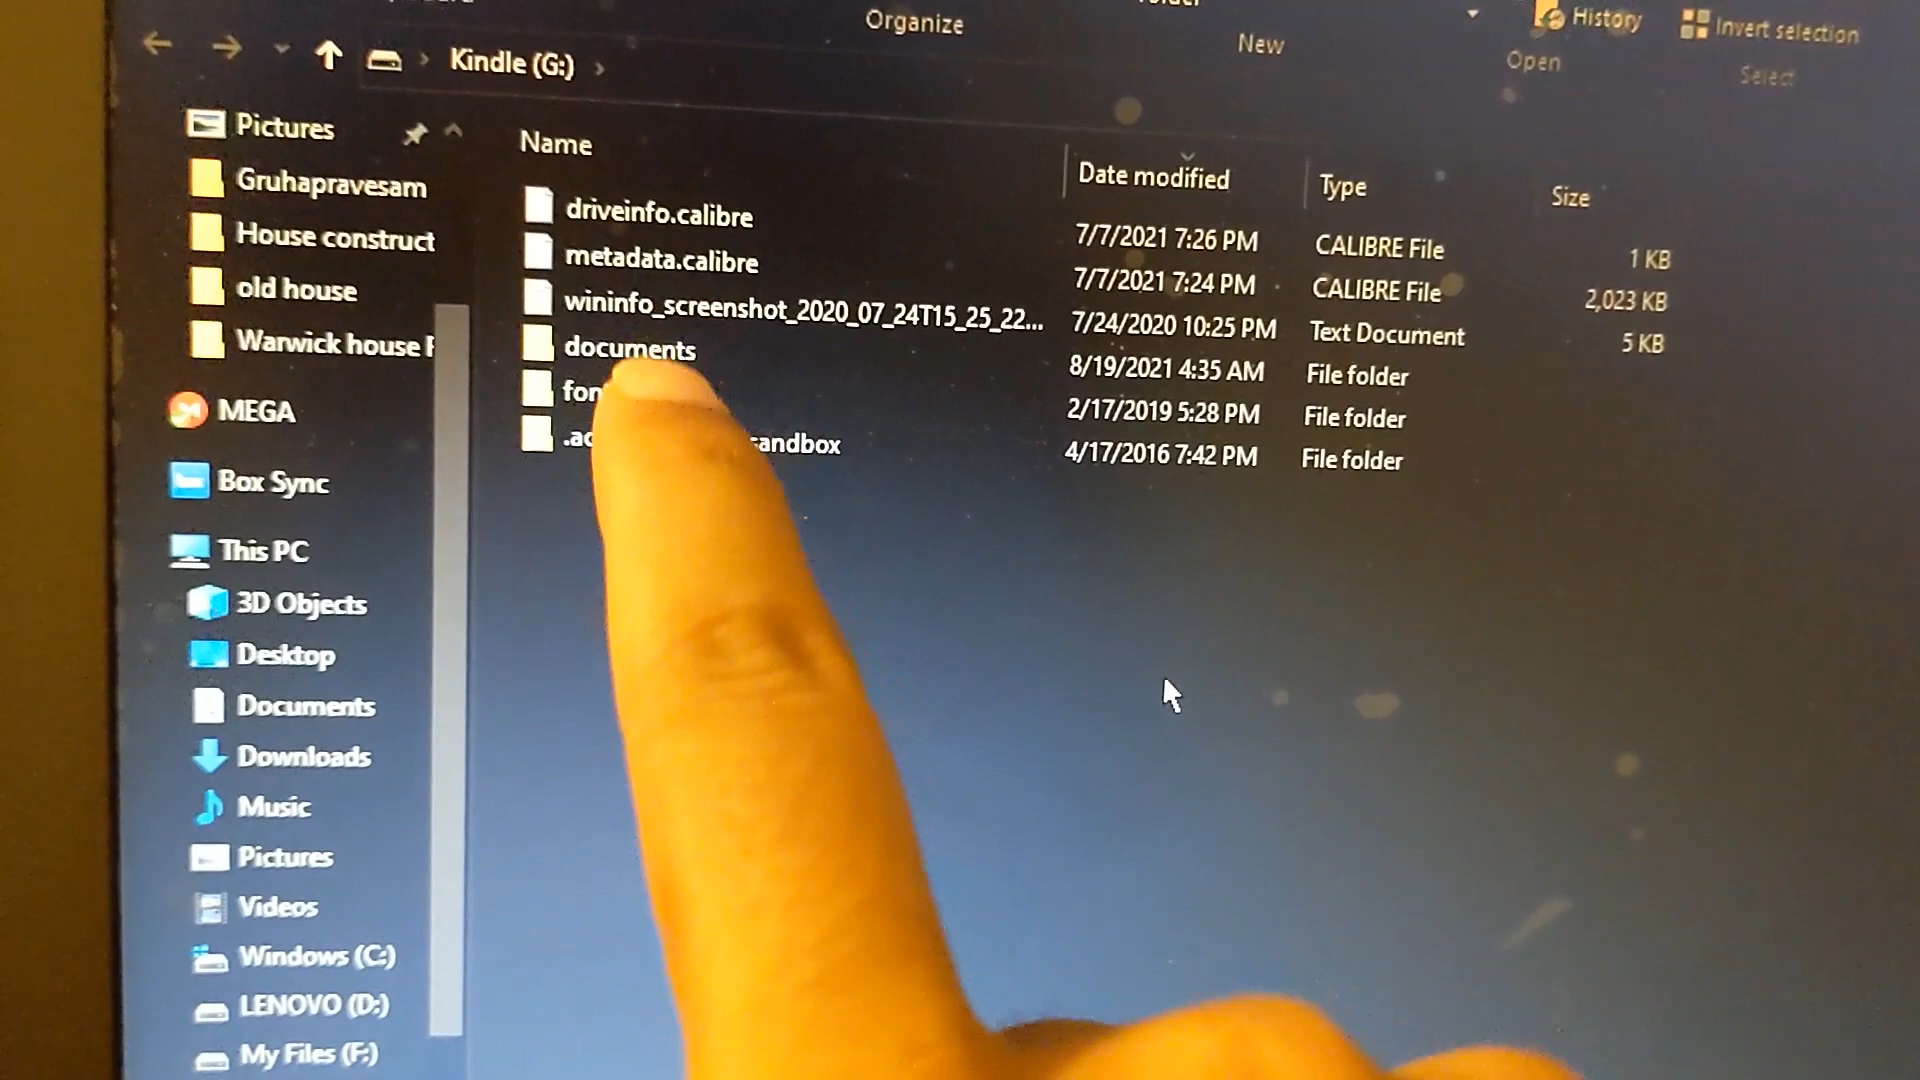 Organize
New
History
Open
Invert selection
Select
Kindle (G:)
Pictures
Gruhapravesam
House construct
old house
Warwick house
MEGA
Box Sync
This PC
3D Objects
Desktop
Documents
Downloads
Music
Pictures
Videos
Windows (C:)
LENOVO (D:)
My Files (F:)
Name Date modified Type Size
driveinfo.calibre 7/7/2021 7:26 PM CALIBRE File 1 KB
metadata.calibre 7/7/2021 7:24 PM CALIBRE File 2,023 KB
wininfo_screenshot_2020_07_24T15_25_22... 7/24/2020 10:25 PM Text Document 5 KB
documents 8/19/2021 4:35 AM File folder
fon 2/17/2019 5:28 PM File folder
.ac sandbox 4/17/2016 7:42 PM File folder